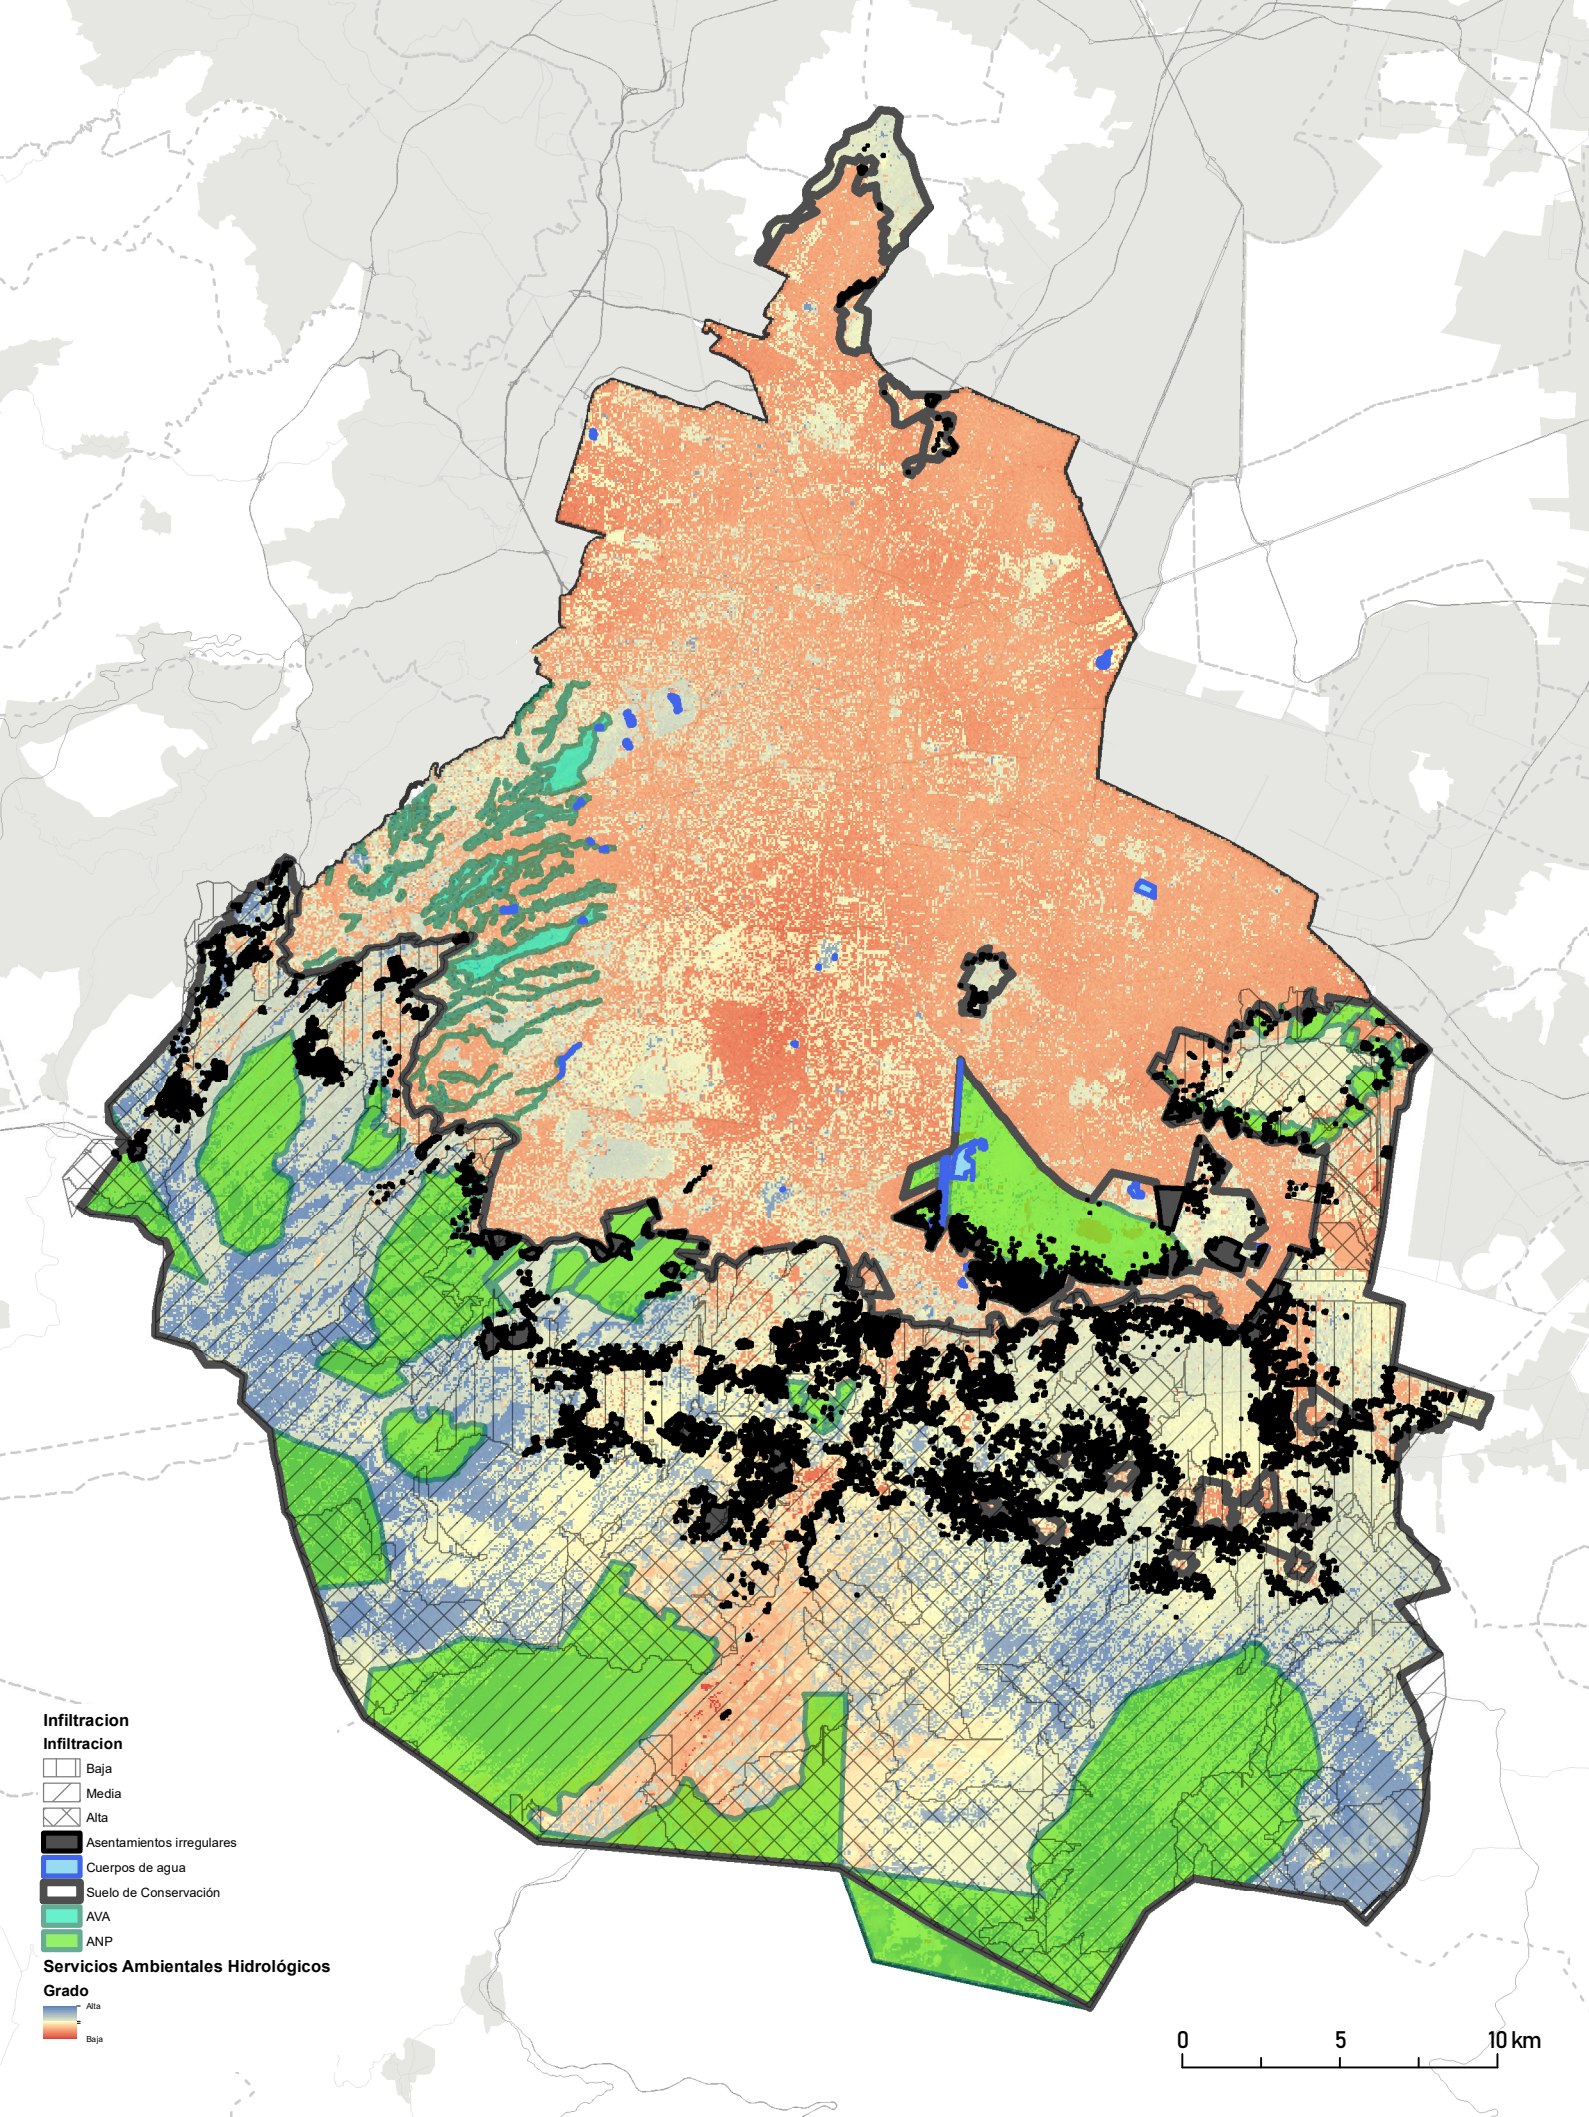 Infiltracion
Infiltracion
Baja
Media
Alta
Asentamientos irregulares
Cuerpos de agua
Suelo de Conservación
AVA
ANP
Servicios Ambientales Hidrológicos
Grado
Alta
Baja
0 5 10 km